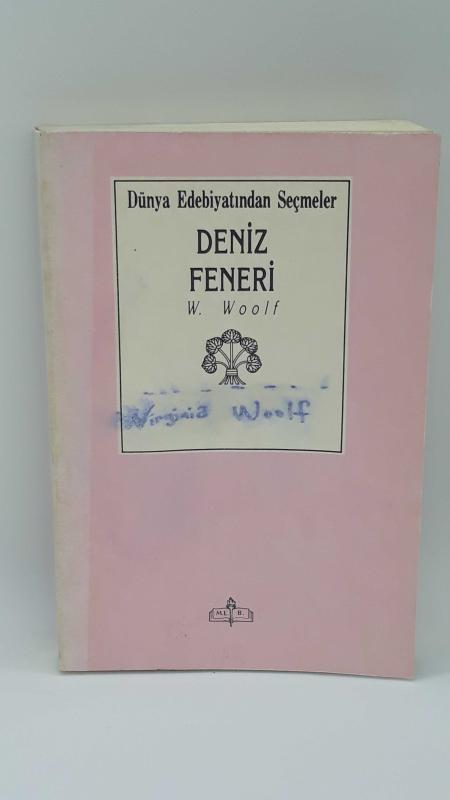 Dünya Edebiyatından Seçmeler
DENİZ
FENERİ
W. Woolf
Virginia Woolf
M.E. B.